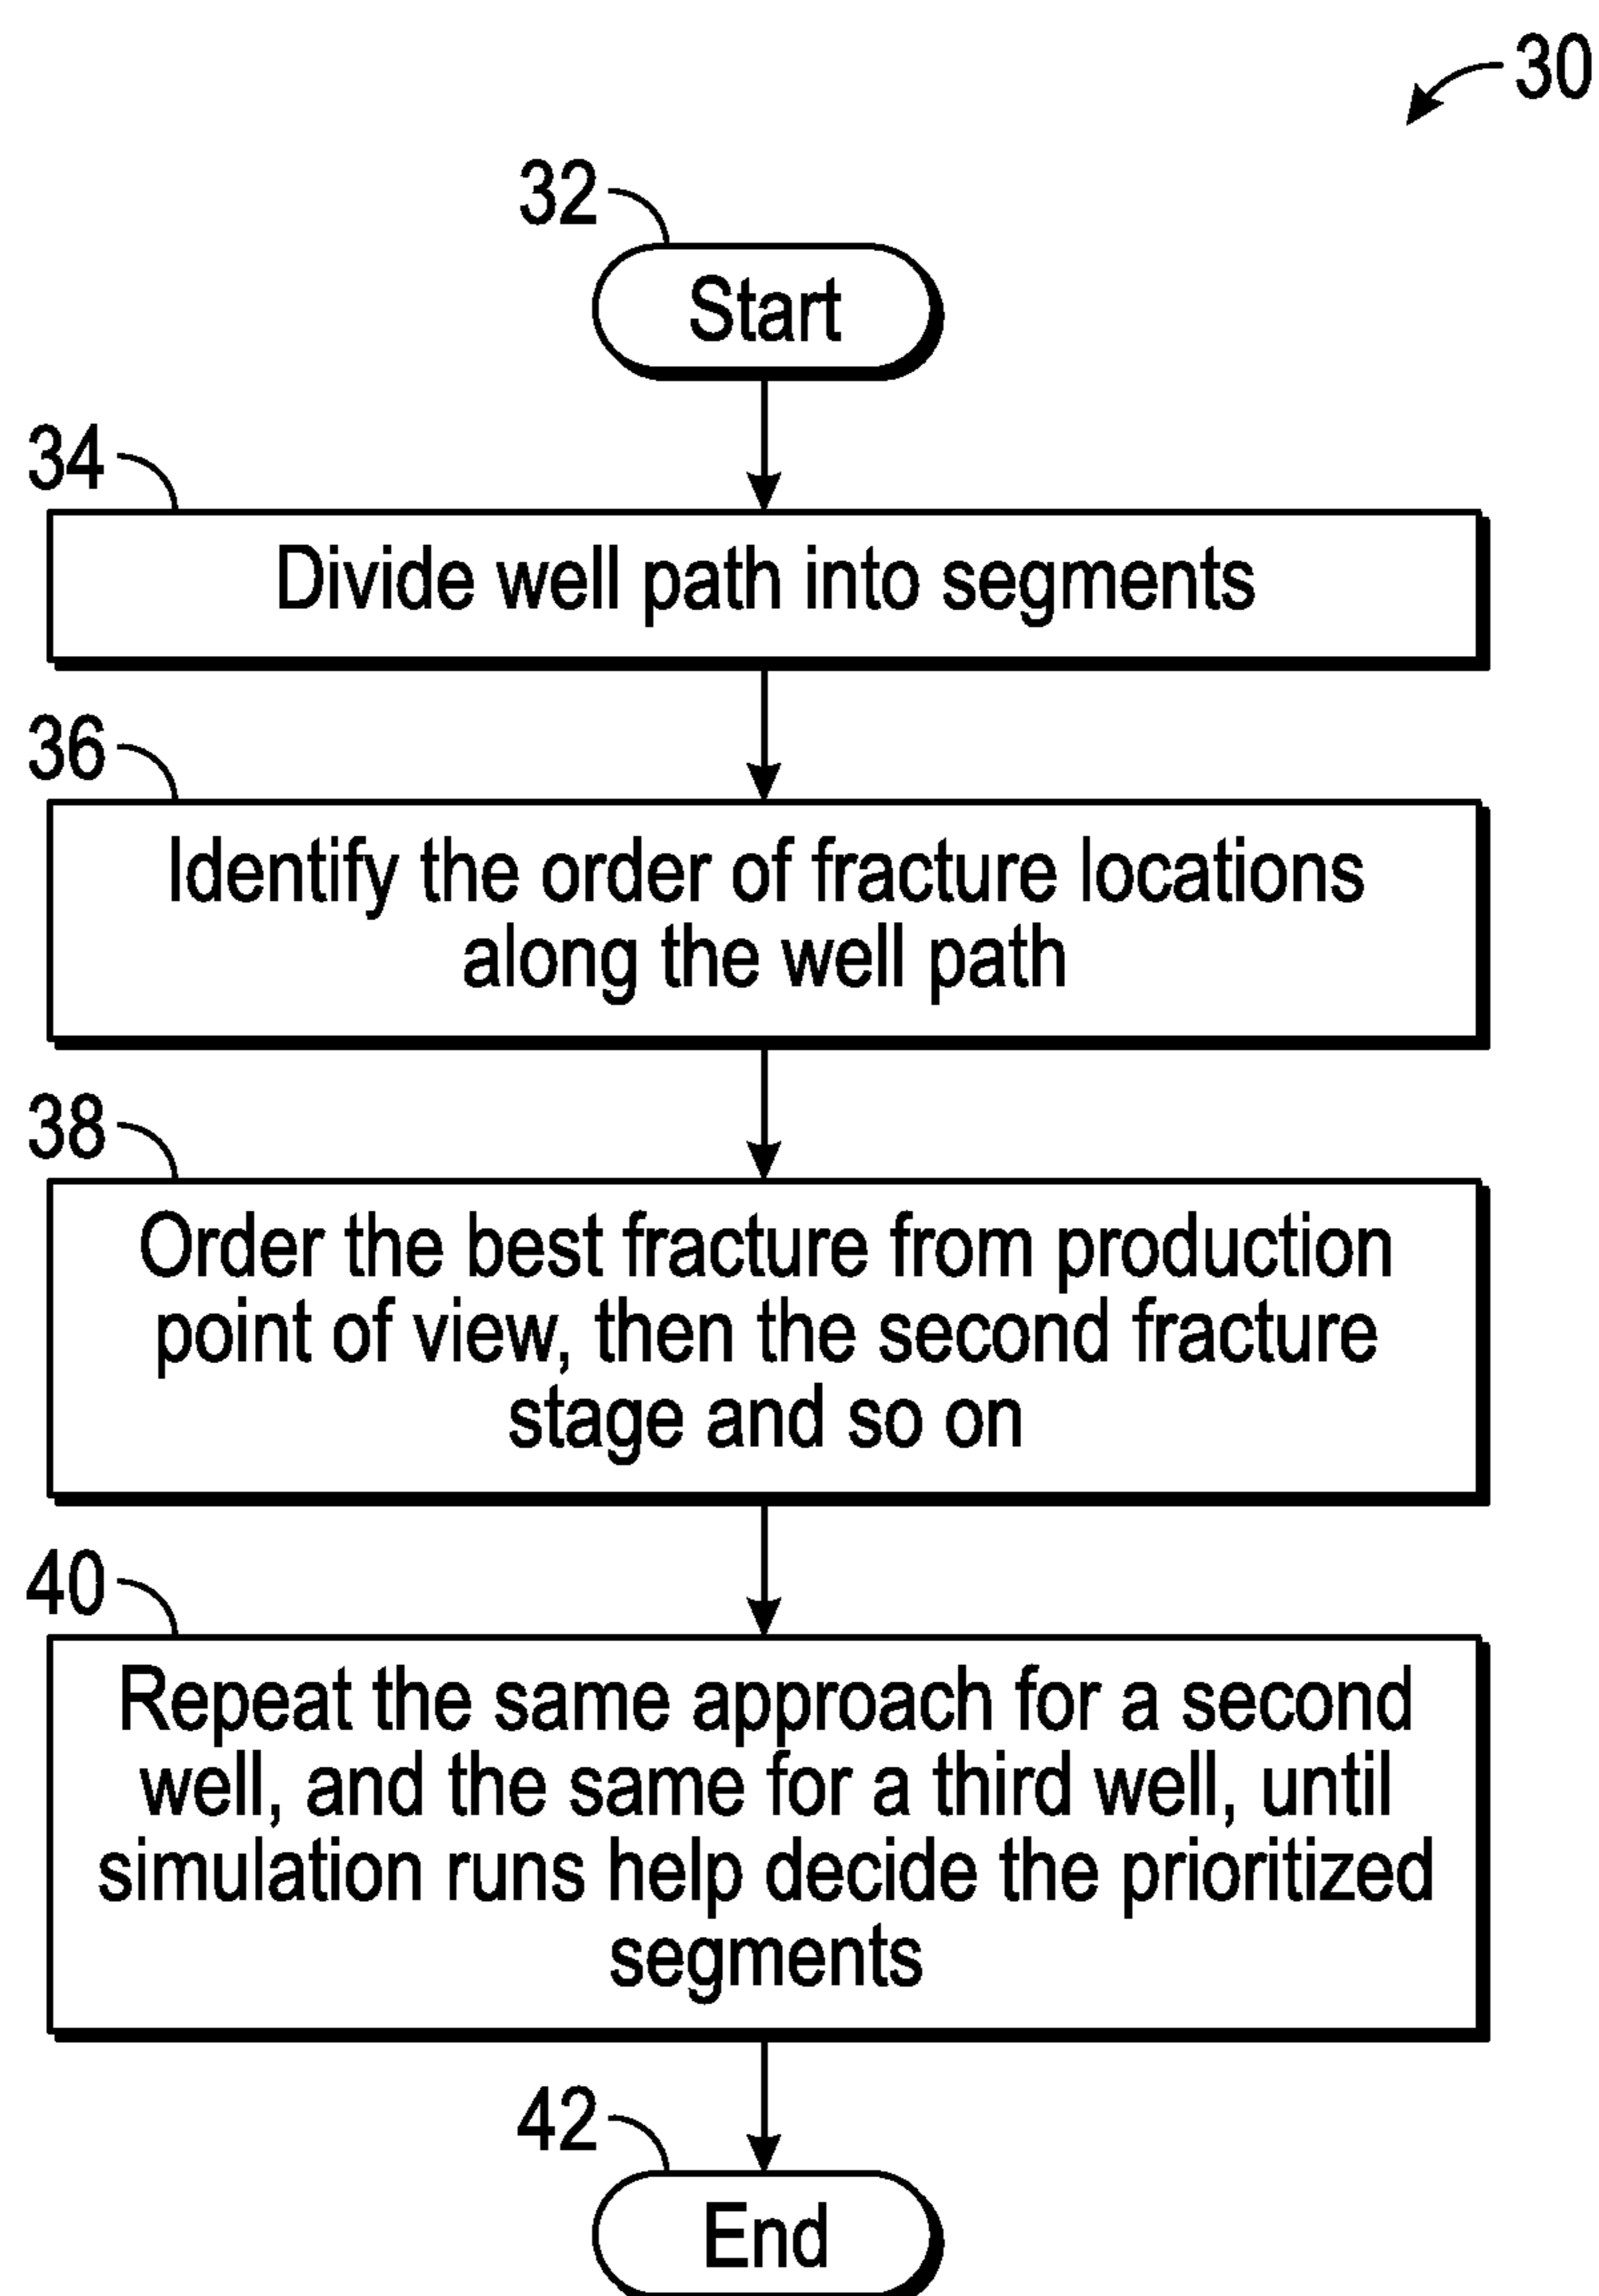 30
32
Start
34
Divide well path into segments
36
Identify the order of fracture locations
along the well path
38
Order the best fracture from production
point of view, then the second fracture
stage and so on
40
Repeat the same approach for a second
well, and the same for a third well, until
simulation runs help decide the prioritized
segments
42
End